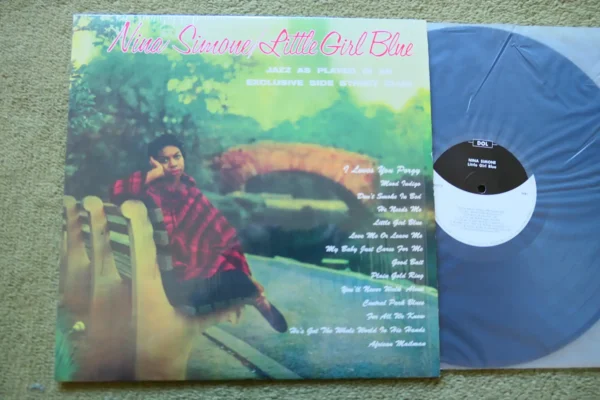 Nina Simone, Little Girl Blue
JAZZ AS PLAYED IN AN
EXCLUSIVE SIDE STREET CLUB
I Loves You Porgy
Mood Indigo
Don't Smoke In Bed
He Needs Me
Little Girl Blue
Love Me Or Leave Me
My Baby Just Cares For Me
Good Bait
Plain Gold Ring
You'll Never Walk Alone
Central Park Blues
For All We Know
He's Got The Whole World In His Hands
African Mailman
DOL
NINA SIMONE
Little Girl Blue